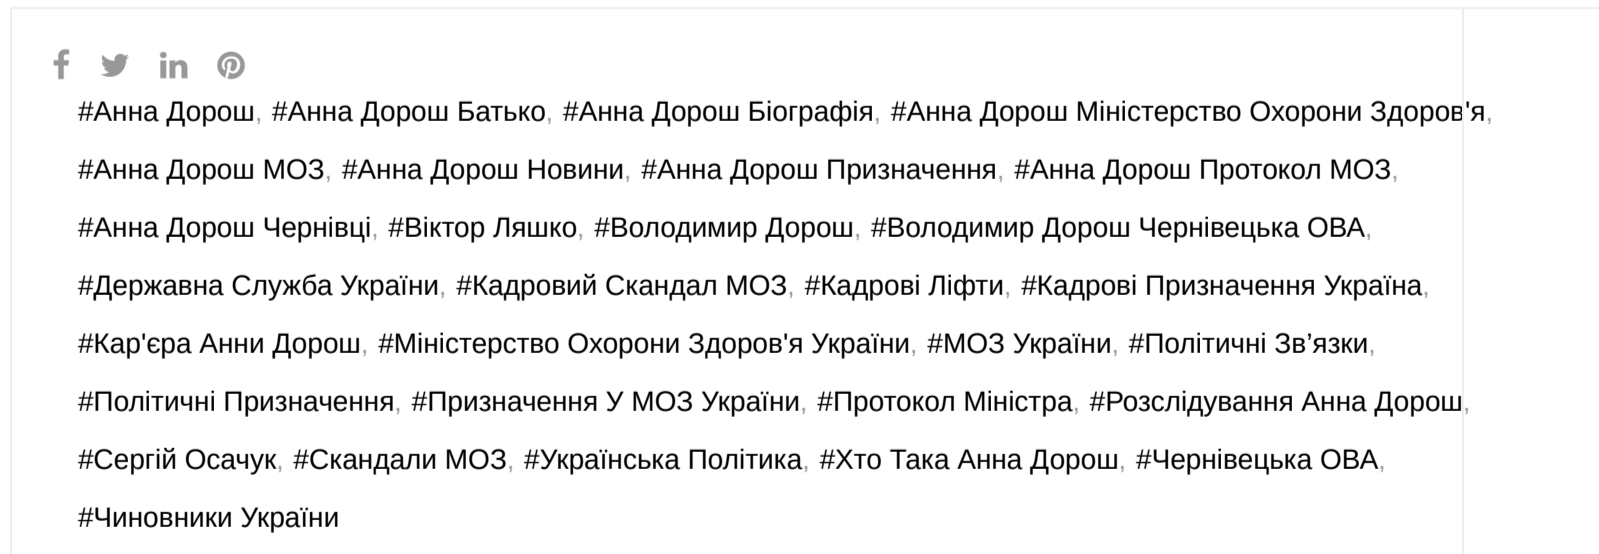 #Анна Дорош, #Анна Дорош Батько, #Анна Дорош Біографія, #Анна Дорош Міністерство Охорони Здоров'я,
#Анна Дорош МОЗ, #Анна Дорош Новини, #Анна Дорош Призначення, #Анна Дорош Протокол МОЗ,
#Анна Дорош Чернівці, #Віктор Ляшко, #Володимир Дорош, #Володимир Дорош Чернівецька ОВА,
#Державна Служба України, #Кадровий Скандал МОЗ, #Кадрові Ліфти, #Кадрові Призначення Україна,
#Кар'єра Анни Дорош, #Міністерство Охорони Здоров'я України, #МОЗ України, #Політичні Зв’язки,
#Політичні Призначення, #Призначення У МОЗ України, #Протокол Міністра, #Розслідування Анна Дорош,
#Сергій Осачук, #Скандали МОЗ, #Українська Політика, #Хто Така Анна Дорош, #Чернівецька ОВА,
#Чиновники України